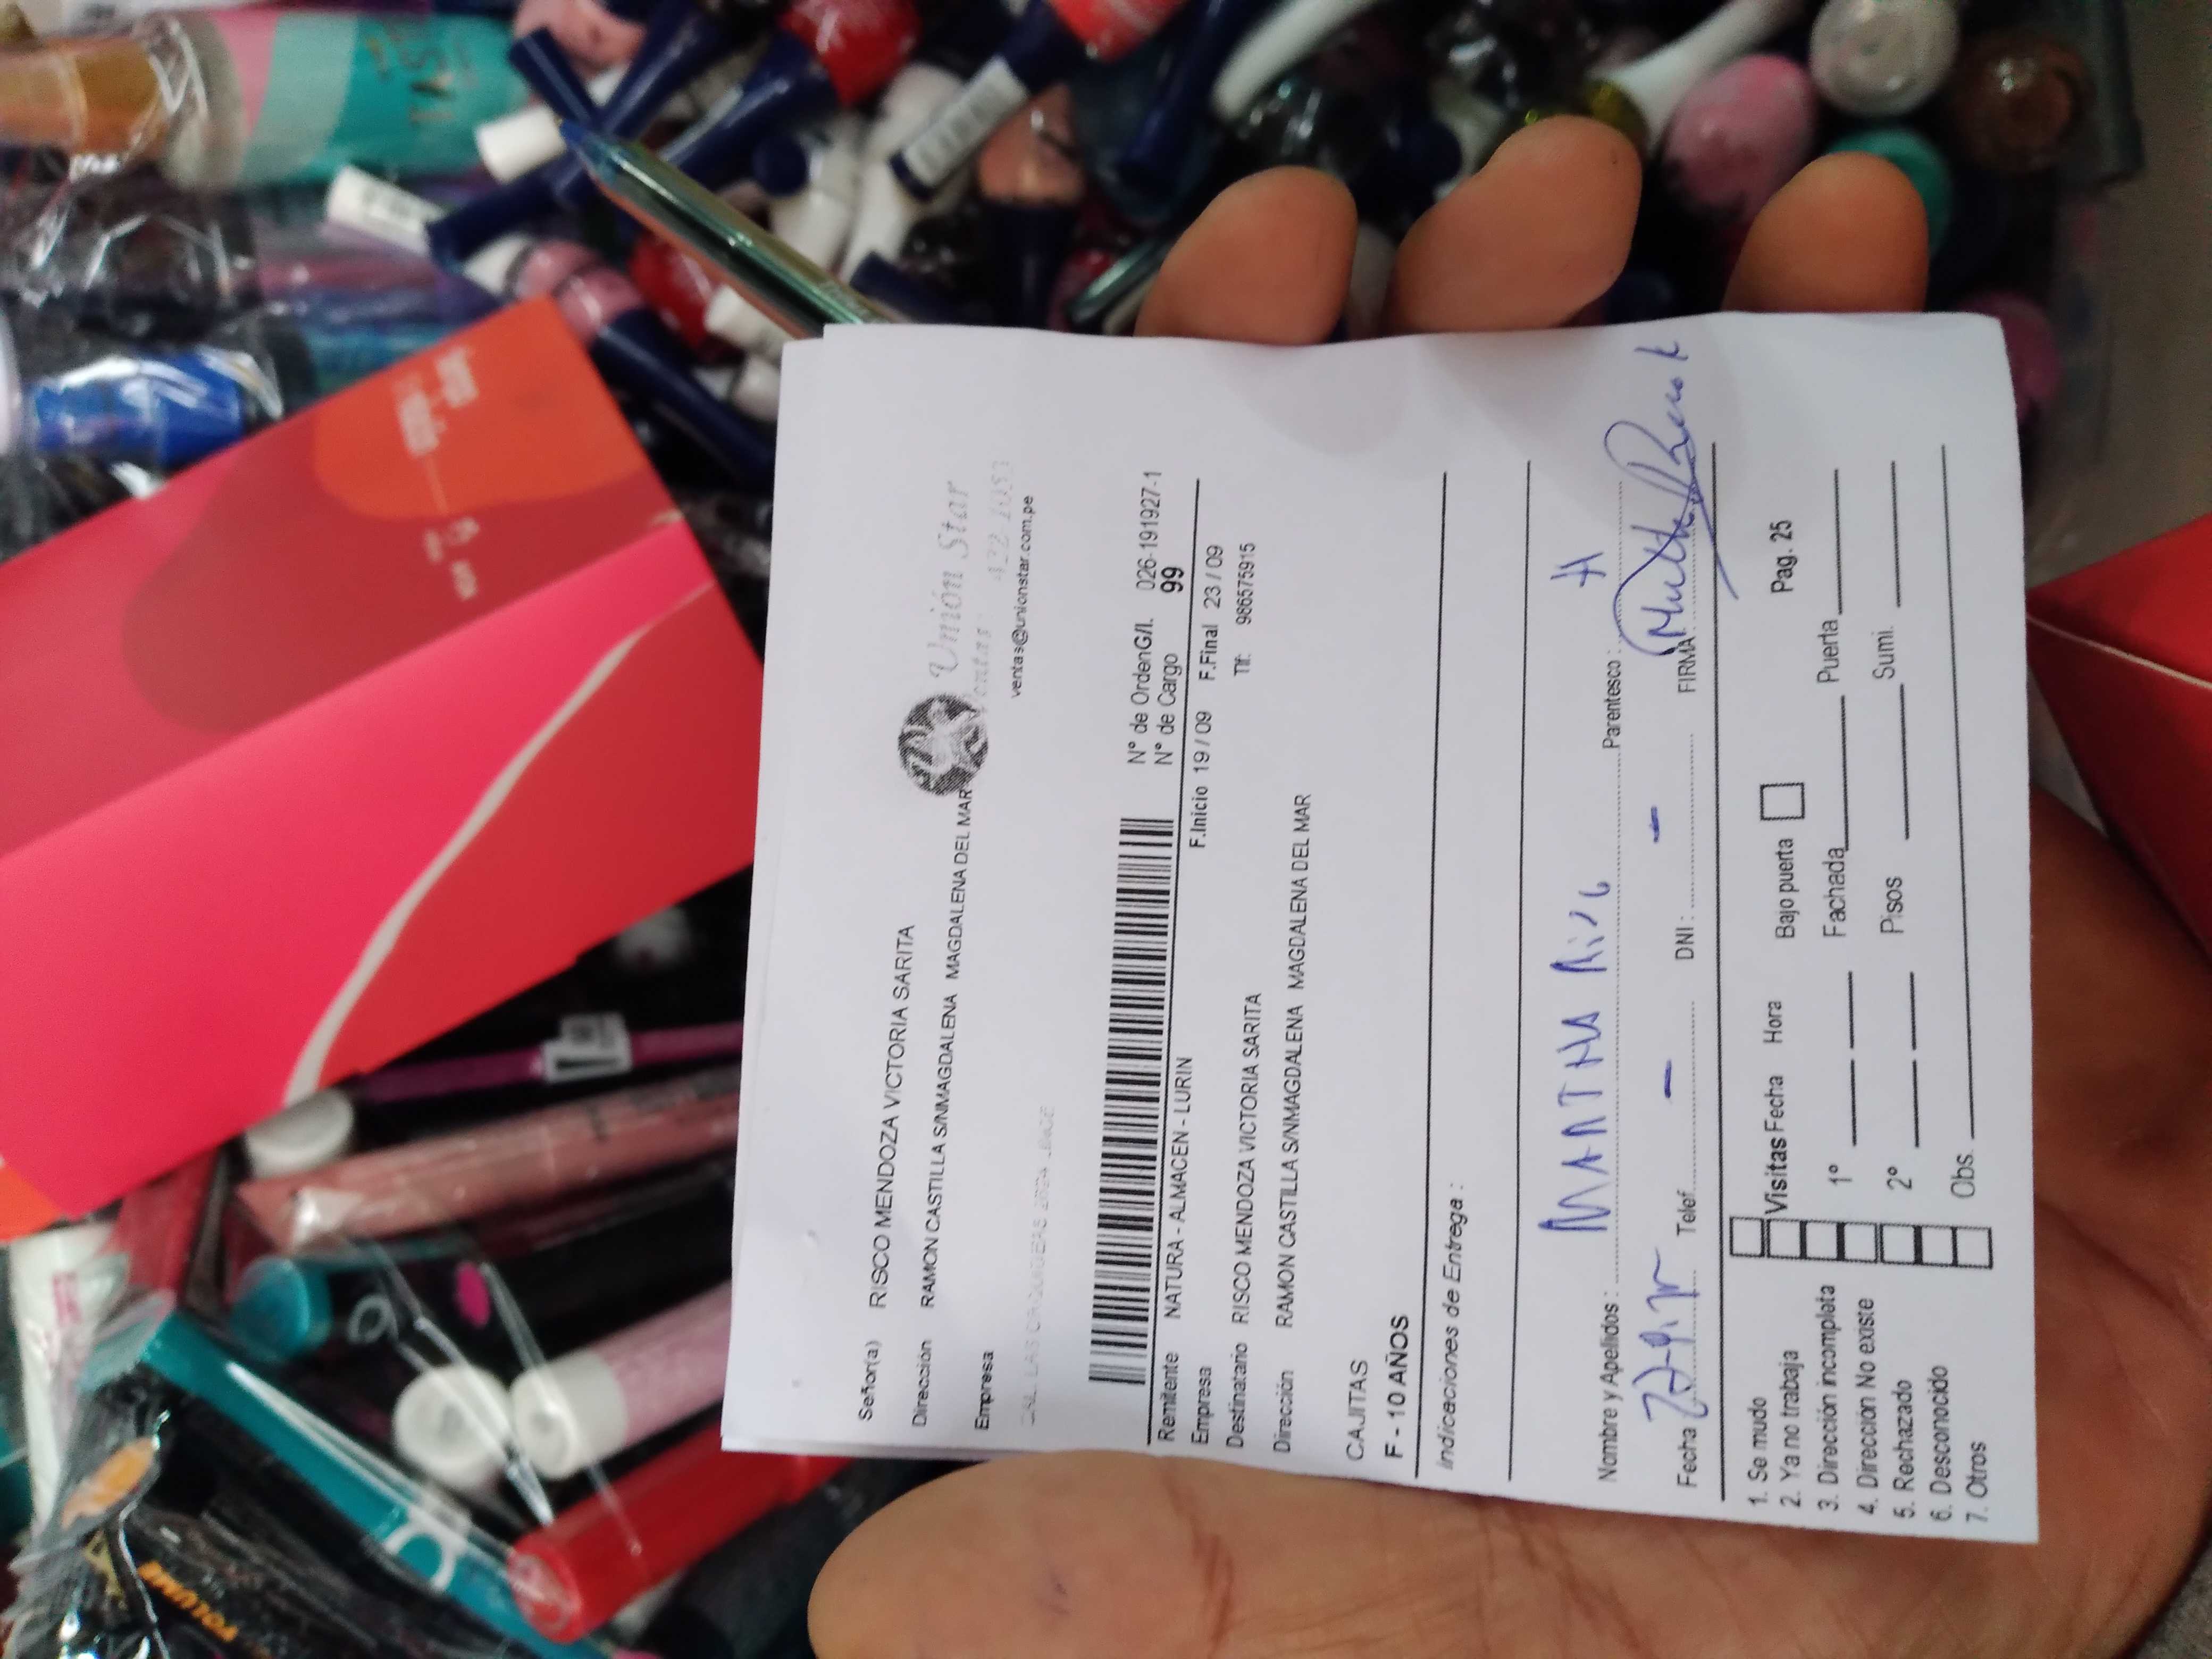 Señor(a) RISCO MENDOZA VICTORIA SARITA
Dirección RAMON CASTILLA S/NMAGDALENA MAGDALENA DEL MAR
Empresa
Unión Star
ventas
ventas@unionstar.com.pe
N° de OrdenG/I. 026-191927-1
N° de Cargo 99
Remitente NATURA - ALMACEN - LURIN
F.Inicio 19 / 09 F.Final 23 / 09
Empresa
Tlf: 986575915
Destinatario RISCO MENDOZA VICTORIA SARITA
Dirección RAMON CASTILLA S/NMAGDALENA MAGDALENA DEL MAR
CAJITAS
F - 10 AÑOS
Indicaciones de Entrega :
Nombre y Apellidos : Parentesco :
Fecha Telef. - DNI : - FIRMA :
1. Se mudo
2. Ya no trabaja
3. Dirección incompleta
4. Dirección No existe
5. Rechazado
6. Desconocido
7. Otros
Visitas Fecha Hora Bajo puerta Pag. 25
1º Fachada Puerta
2º Pisos Sumi.
Obs.